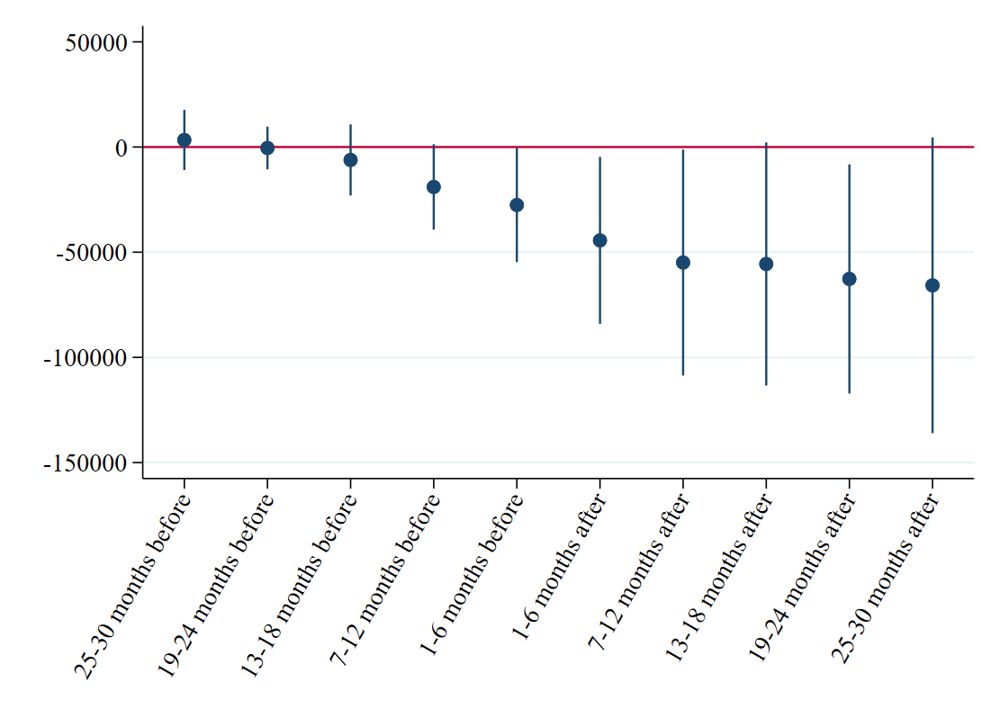 50000
0
-50000
-100000
-150000
25-30 months before
19-24 months before
13-18 months before
7-12 months before
1-6 months before
1-6 months after
7-12 months after
13-18 months after
19-24 months after
25-30 months after